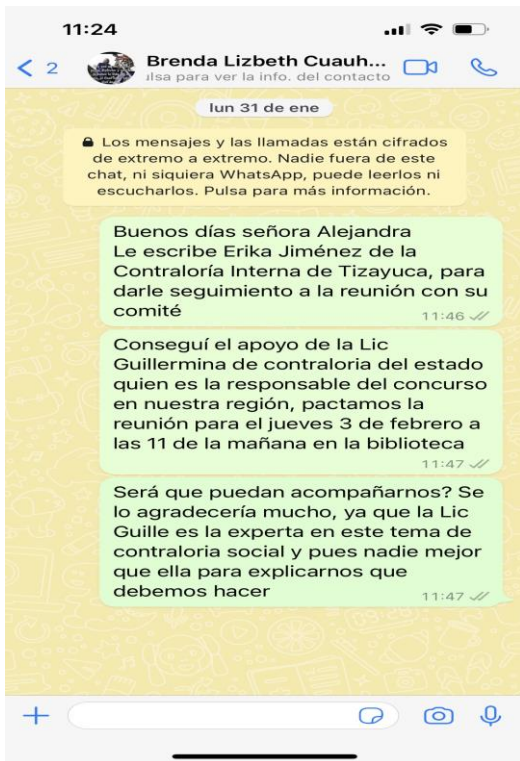 11:24
2
Brenda Lizbeth Cuauh...
ulsa para ver la info. del contacto
lun 31 de ene
Los mensajes y las llamadas están cifrados
de extremo a extremo. Nadie fuera de este
chat, ni siquiera WhatsApp, puede leerlos ni
escucharlos. Pulsa para más información.
Buenos días señora Alejandra
Le escribe Erika Jiménez de la
Contraloría Interna de Tizayuca, para
darle seguimiento a la reunión con su
comité
11:46
Conseguí el apoyo de la Lic
Guillermina de contraloria del estado
quien es la responsable del concurso
en nuestra región, pactamos la
reunión para el jueves 3 de febrero a
las 11 de la mañana en la biblioteca
11:47
Será que puedan acompañarnos? Se
lo agradecería mucho, ya que la Lic
Guille es la experta en este tema de
contraloria social y pues nadie mejor
que ella para explicarnos que
debemos hacer
11:47